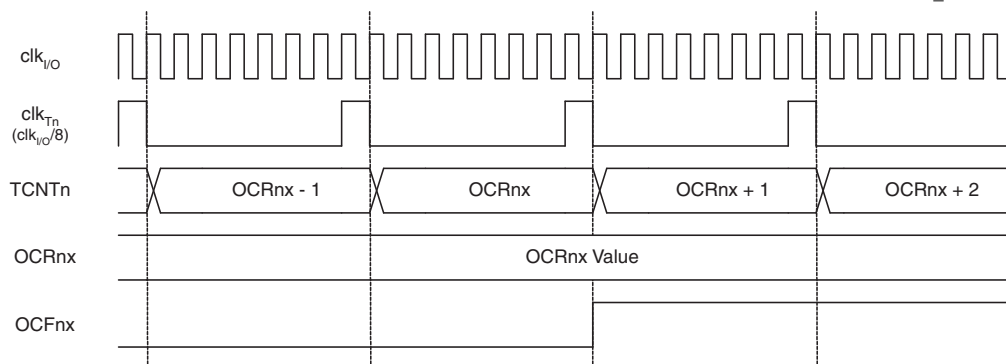 clkI/O
clkTn
(clkI/O/8)
TCNTn OCRnx - 1 OCRnx OCRnx + 1 OCRnx + 2
OCRnx OCRnx Value
OCFnx